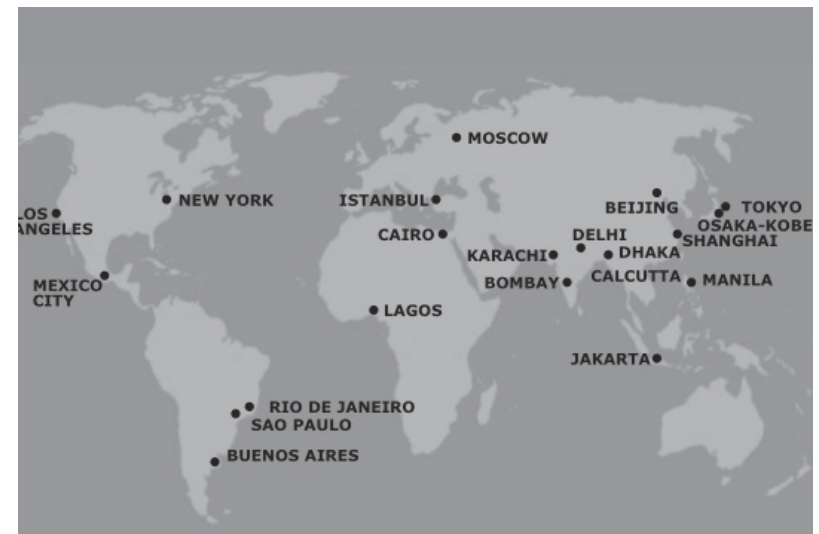 MOSCOW
NEW YORK
ISTANBUL
BEIJING
TOKYO
LOS
ANGELES
OSAKA-KOBE
CAIRO
DELHI
SHANGHAI
KARACHI
DHAKA
MEXICO
CITY
BOMBAY
CALCUTTA
MANILA
LAGOS
JAKARTA
RIO DE JANEIRO
SAO PAULO
BUENOS AIRES